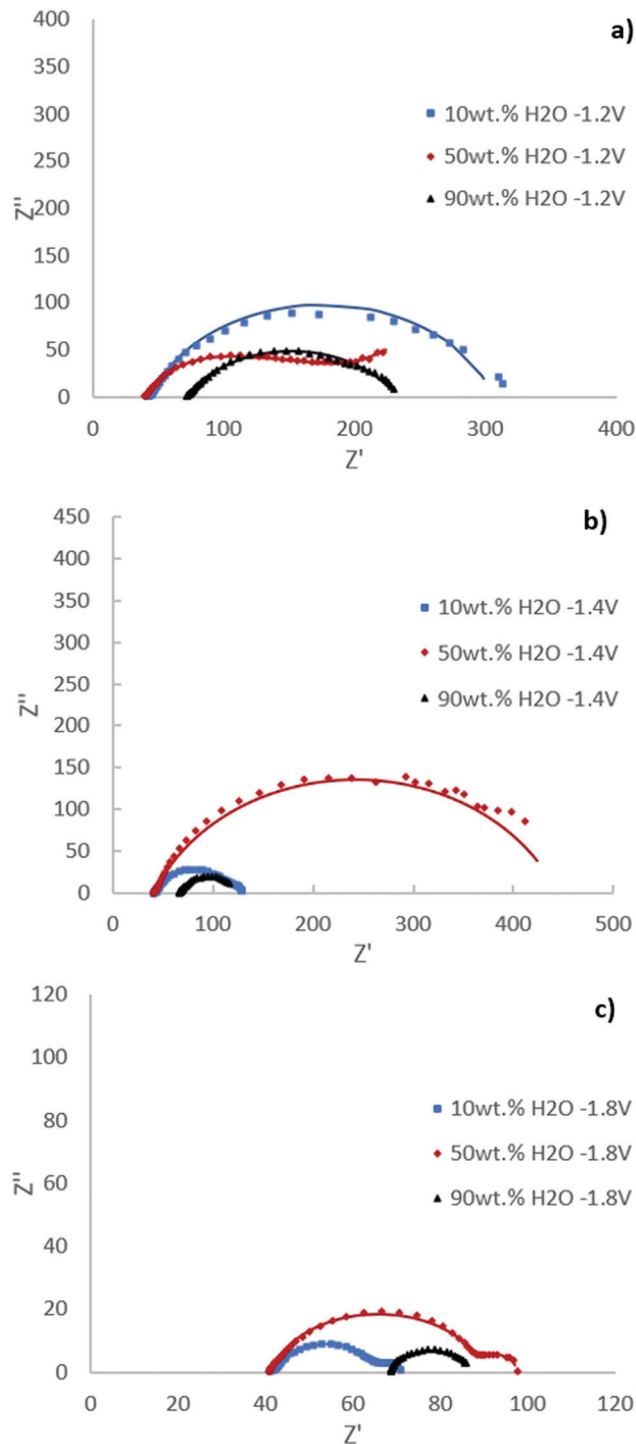 a)
400
350
300
250
200
150
100
50
0
Z''
10wt.% H2O -1.2V
50wt.% H2O -1.2V
90wt.% H2O -1.2V
0 100 200 300 400
Z'
b)
450
400
350
300
250
200
150
100
50
0
Z''
10wt.% H2O -1.4V
50wt.% H2O -1.4V
90wt.% H2O -1.4V
0 100 200 300 400 500
Z'
c)
120
100
80
60
40
20
0
Z''
10wt.% H2O -1.8V
50wt.% H2O -1.8V
90wt.% H2O -1.8V
0 20 40 60 80 100 120
Z'